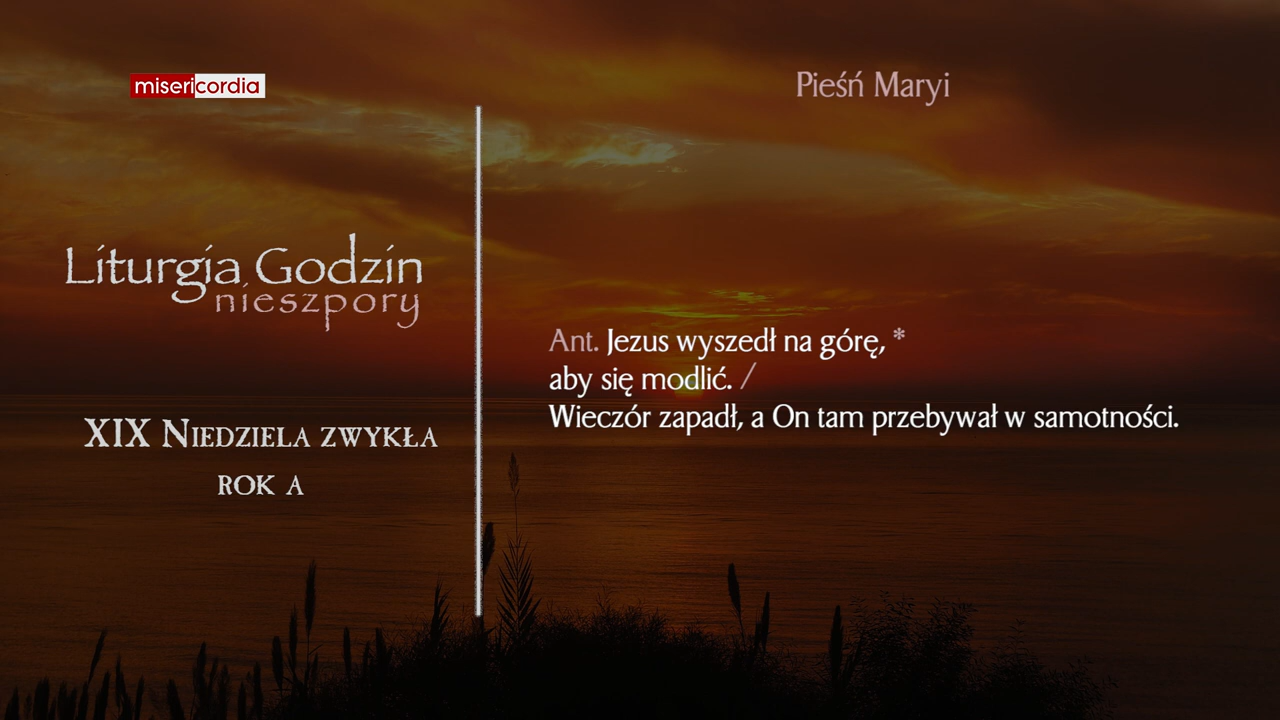 misericordia
Liturgia Godzin
nieszpory
XIX Niedziela zwykła
rok A
Pieśń Maryi
Ant. Jezus wyszedł na górę, *
aby się modlić. /
Wieczór zapadł, a On tam przebywał w samotności.